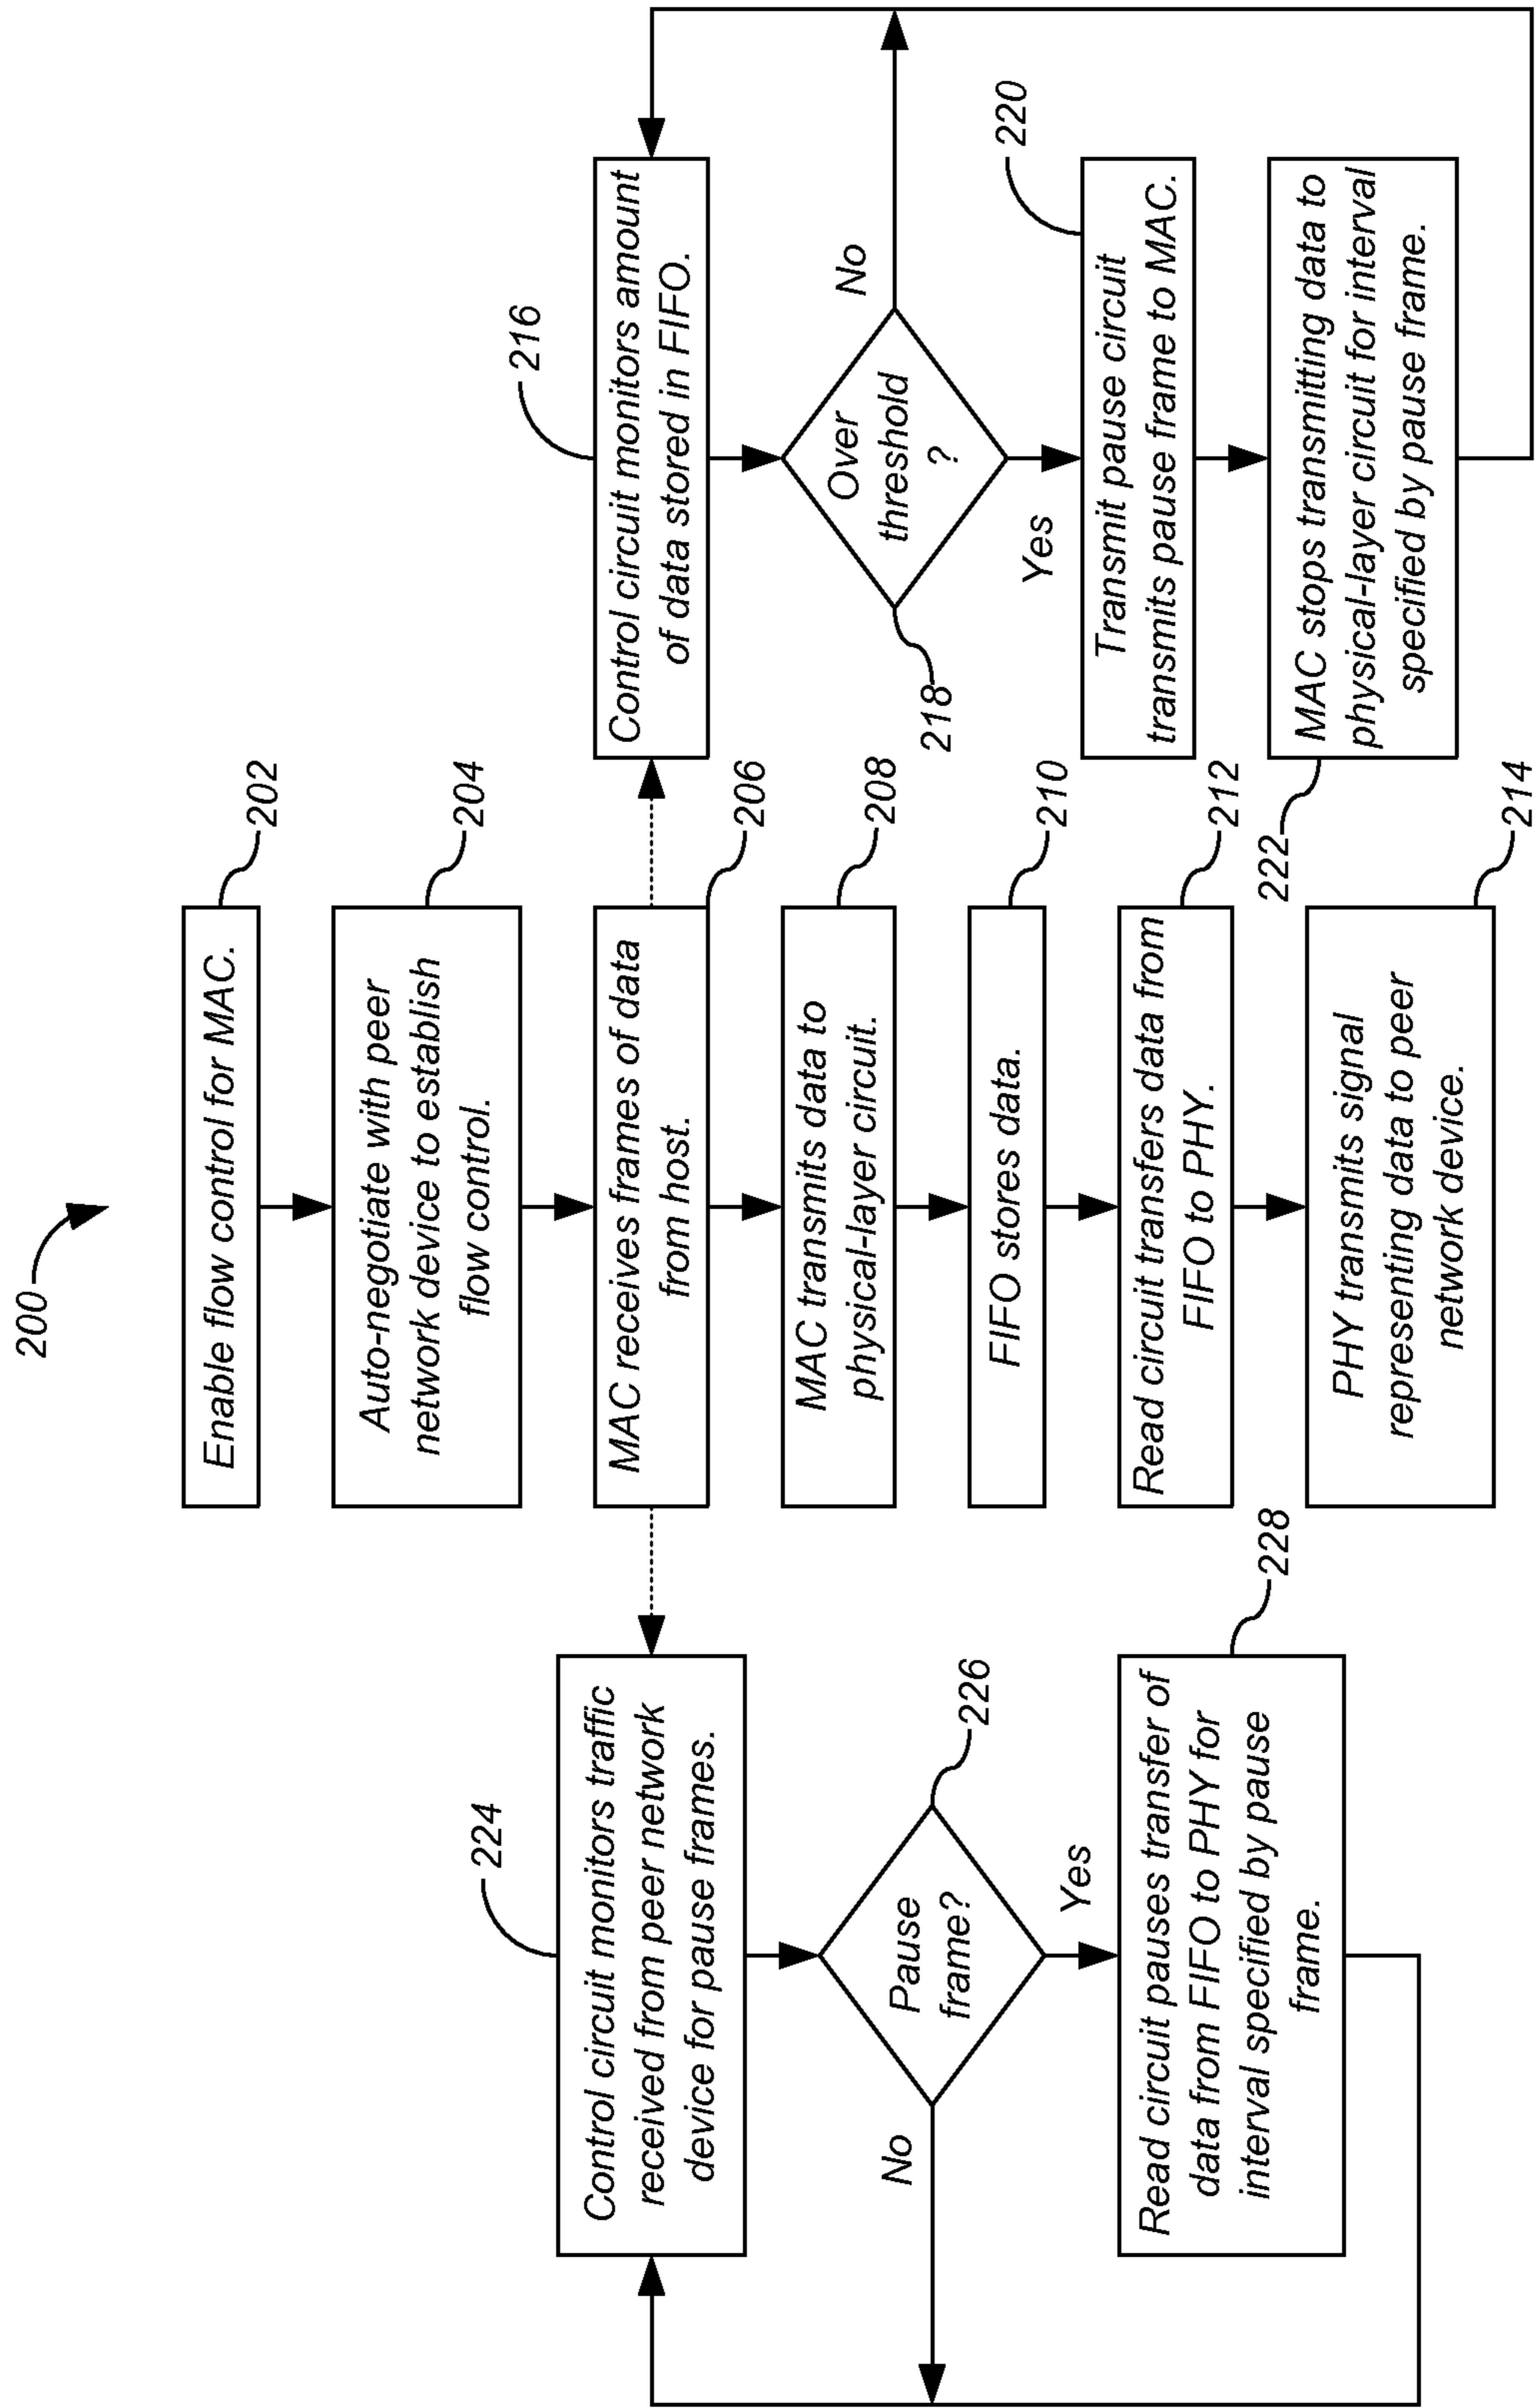 200
Enable flow control for MAC.
202
Auto-negotiate with peer
network device to establish
flow control.
204
MAC receives frames of data
from host.
206
MAC transmits data to
physical-layer circuit.
208
FIFO stores data.
210
Read circuit transfers data from
FIFO to PHY.
212
PHY transmits signal
representing data to peer
network device.
214
216
Control circuit monitors amount
of data stored in FIFO.
Over
threshold
?
218
No
Yes
220
Transmit pause circuit
transmits pause frame to MAC.
MAC stops transmitting data to
physical-layer circuit for interval
specified by pause frame.
222
224
Control circuit monitors traffic
received from peer network
device for pause frames.
Pause
frame?
226
No
Yes
Read circuit pauses transfer of
data from FIFO to PHY for
interval specified by pause
frame.
228